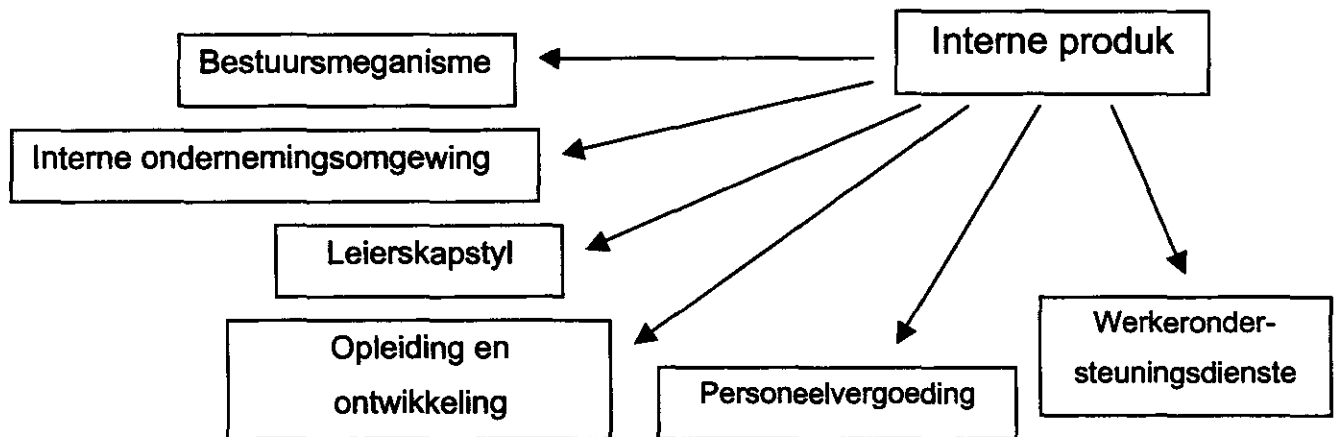 Interne produk
Bestuursmeganisme
Interne ondernemingsomgewing
Leierskapstyl
Opleiding en
ontwikkeling
Personeelvergoeding
Werkeronder-
steuningsdienste